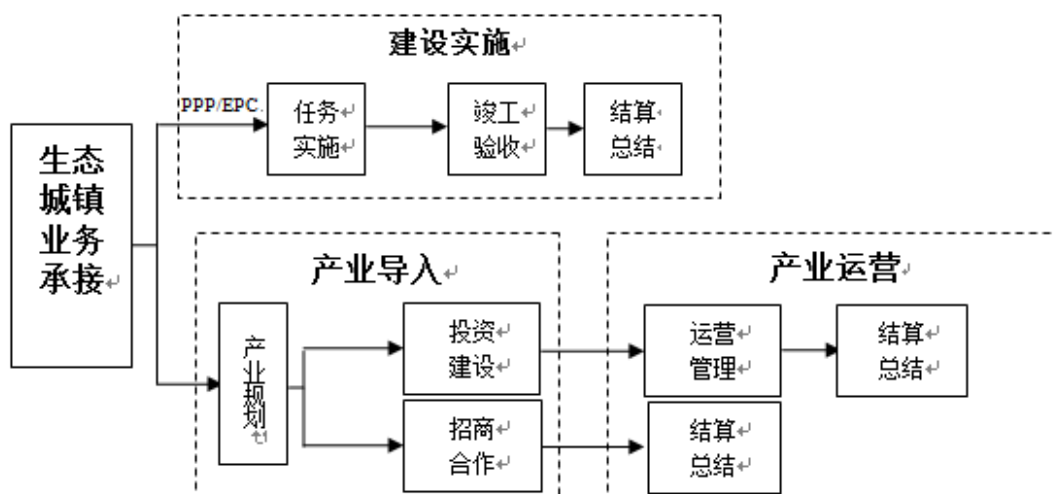 建设实施
PPP/EPC.
任务
实施
竣工
验收
结算
总结
生态
城镇
业务
承接
产业导入
产业运营
产业规划
投资
建设
运营
管理
结算
总结
招商
合作
结算
总结